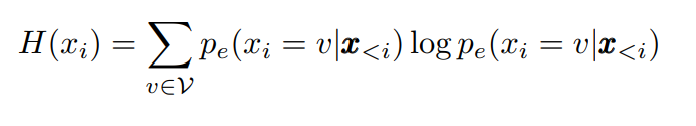 H(x_i) = \sum_{v \in \mathcal{V}} p_e(x_i = v|\boldsymbol{x}_{<i}) \log p_e(x_i = v|\boldsymbol{x}_{<i})